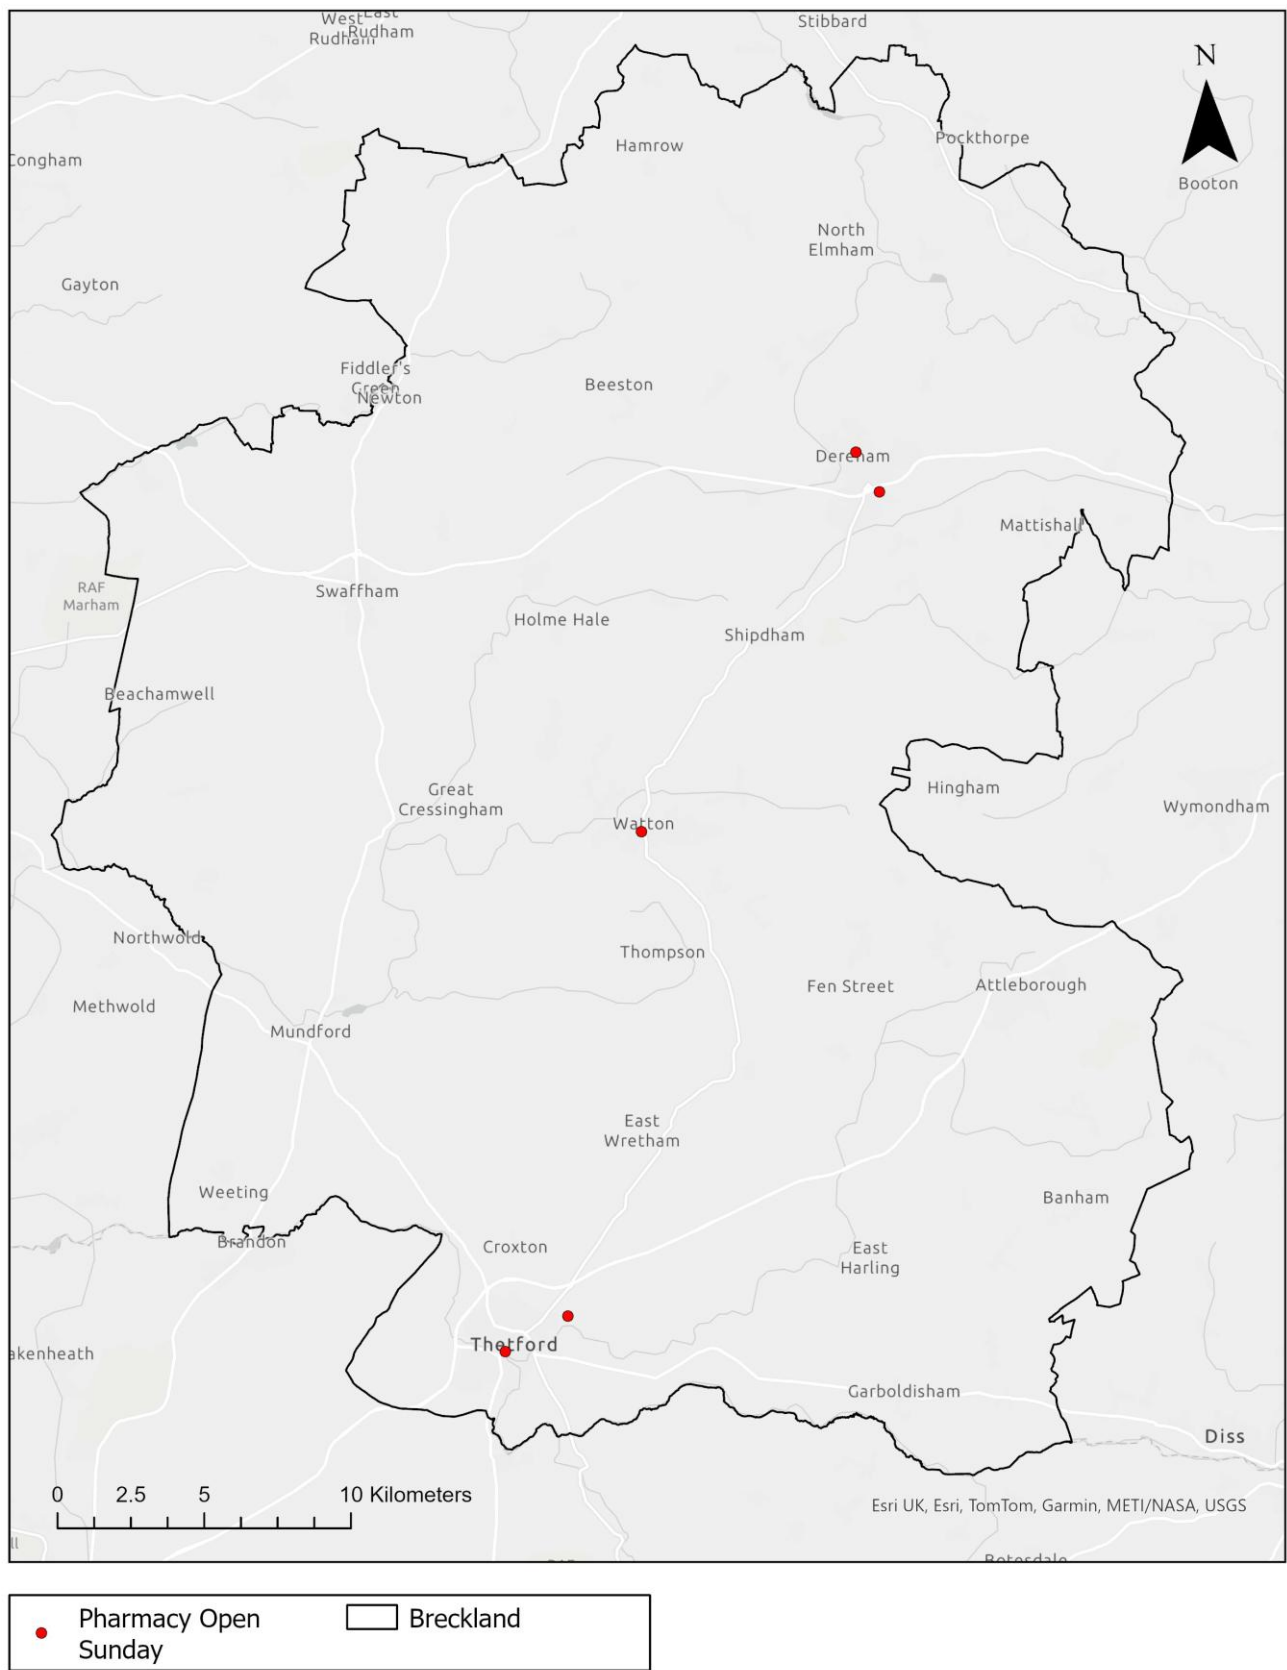 West
Rudham
East
Rudham
Stibbard
N
Congham
Hamrow
Pockthorpe
Booton
North
Elmham
Gayton
Fiddler's
Green
Newton
Beeston
Dereham
Mattishall
RAF
Marham
Swaffham
Holme Hale
Shipdham
Beachamwell
Great
Cressingham
Hingham
Watton
Wymondham
Northwold
Thompson
Fen Street
Attleborough
Methwold
Mundford
East
Wretham
Weeting
Banham
Brandon
Croxton
East
Harling
Thetford
akenheath
Garboldisham
Diss
0 2.5 5 10 Kilometers
Esri UK, Esri, TomTom, Garmin, METI/NASA, USGS
Pharmacy Open
Sunday
Breckland